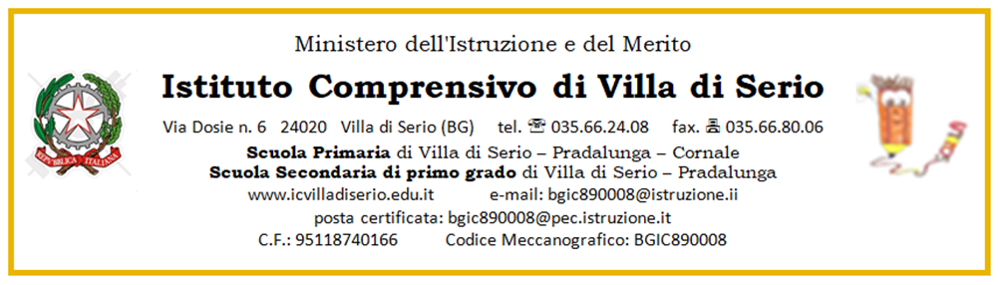 Ministero dell'Istruzione e del Merito
Istituto Comprensivo di Villa di Serio
Via Dosie n. 6 24020 Villa di Serio (BG) tel. ☏ 035.66.24.08 fax. 035.66.80.06
Scuola Primaria di Villa di Serio – Pradalunga – Cornale
Scuola Secondaria di primo grado di Villa di Serio – Pradalunga
www.icvilladiserio.edu.it e-mail: bgic890008@istruzione.ii
posta certificata: bgic890008@pec.istruzione.it
C.F.: 95118740166 Codice Meccanografico: BGIC890008
REPVBBLICA ITALIANA